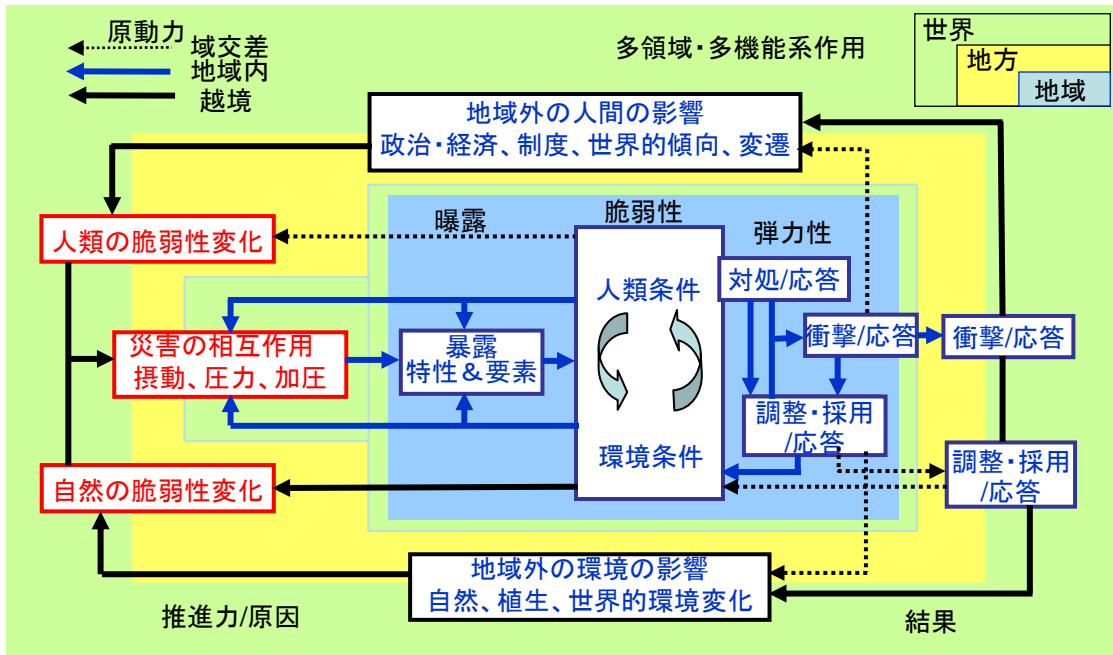 原動力
域交差
地域内
越境
多領域・多機能系作用
世界
地方
地域
地域外の人間の影響
政治・経済、制度、世界的傾向、変遷
人類の脆弱性変化
曝露
脆弱性
弾力性
人類条件
対処/応答
衝撃/応答
衝撃/応答
災害の相互作用
摂動、圧力、加圧
暴露
特性&要素
調整・採用
/応答
環境条件
調整・採用
/応答
自然の脆弱性変化
地域外の環境の影響
自然、植生、世界的環境変化
推進力/原因
結果